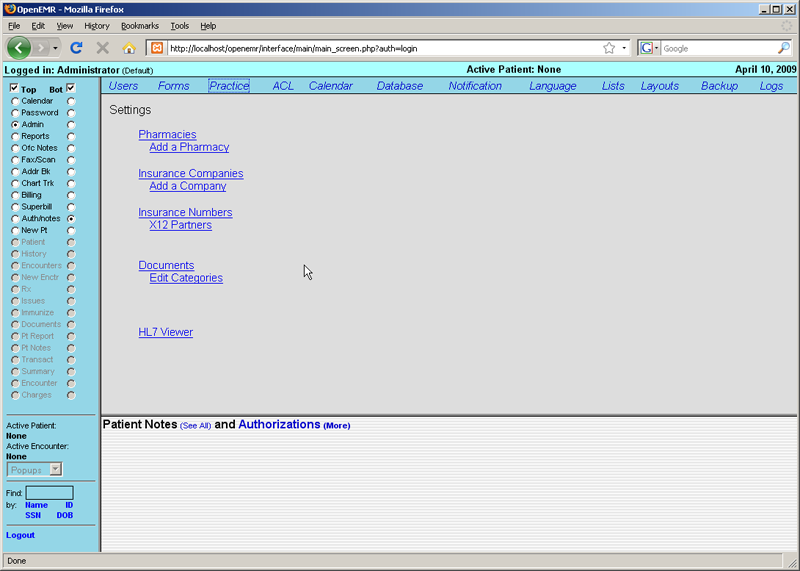 OpenEMR - Mozilla Firefox
File Edit View History Bookmarks Tools Help
http://localhost/openemr/interface/main/main_screen.php?auth=login
Google
Logged in: Administrator (Default)
Active Patient: None
April 10, 2009
Users Forms Practice ACL Calendar Database Notification Language Lists Layouts Backup Logs
Top Bot
Calendar
Password
Admin
Reports
Ofc Notes
Fax/Scan
Addr Bk
Chart Trk
Billing
Superbill
Auth/notes
New Pt
Patient
History
Encounters
New Enctr
Rx
Issues
Immunize
Documents
Pt Report
Pt Notes
Transact
Summary
Encounter
Charges
Active Patient:
None
Active Encounter:
None
Popups
Find:
by: Name ID
SSN DOB
Logout
Settings
Pharmacies
Add a Pharmacy
Insurance Companies
Add a Company
Insurance Numbers
X12 Partners
Documents
Edit Categories
HL7 Viewer
Patient Notes (See All) and Authorizations (More)
Done